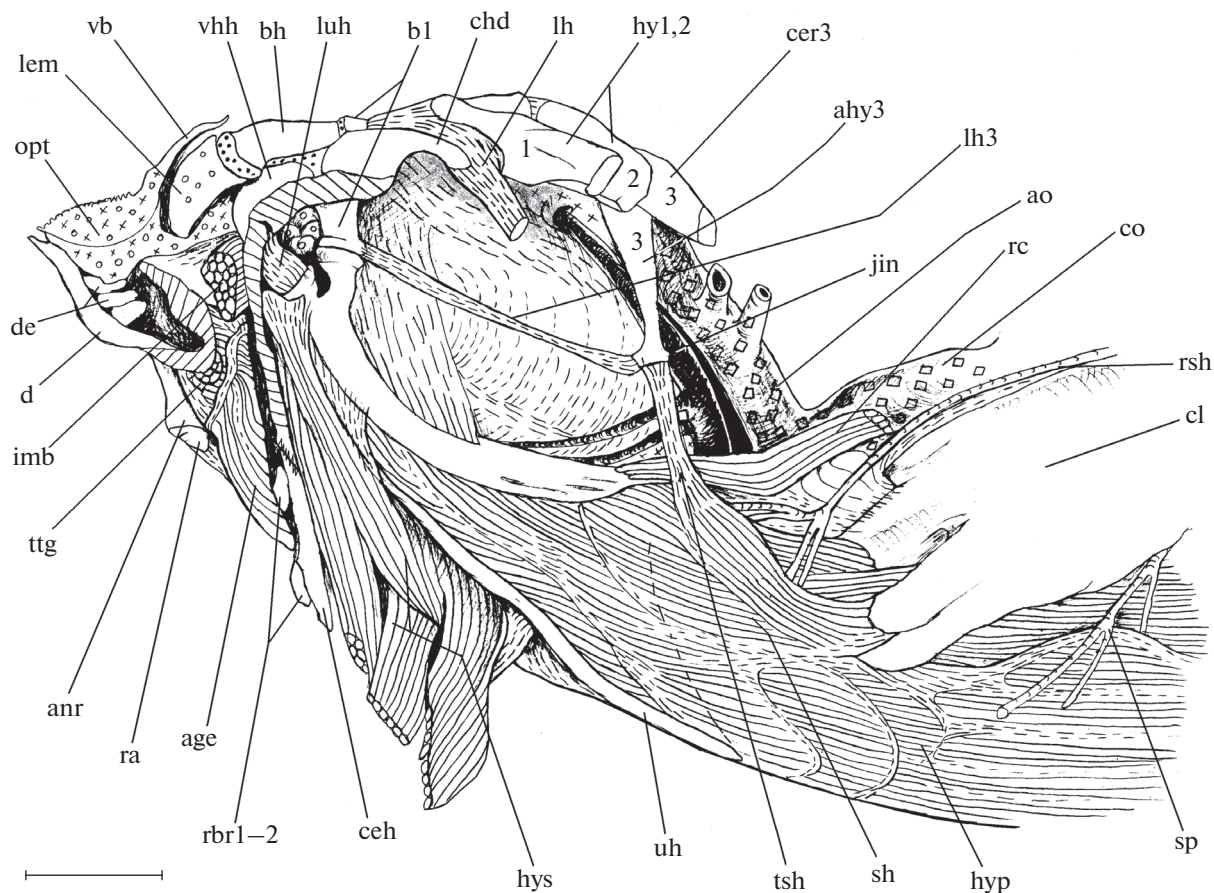 vb
vhh
bh
luh
b1
chd
lh
hy1,2
cer3
lem
ahy3
opt
lh3
1
2
3
3
ao
co
rc
jin
de
rsh
d
cl
imb
ttg
anr
ra
age
rbr1–2
ceh
hys
uh
tsh
sh
hyp
sp